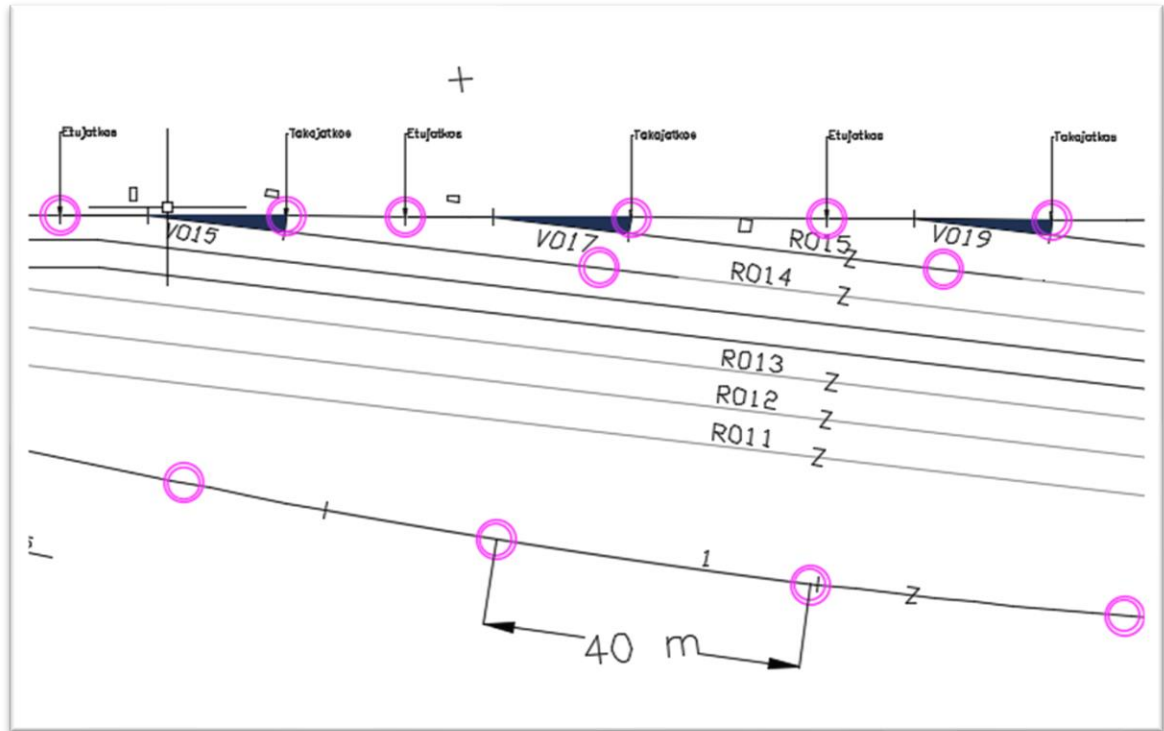 Etujatkos
Takajatkos
Etujatkos
Takajatkos
Etujatkos
Takajatkos
V015
V017
R015
V019
Z
R014
Z
R013
Z
R012
Z
R011
Z
1
Z
40 m